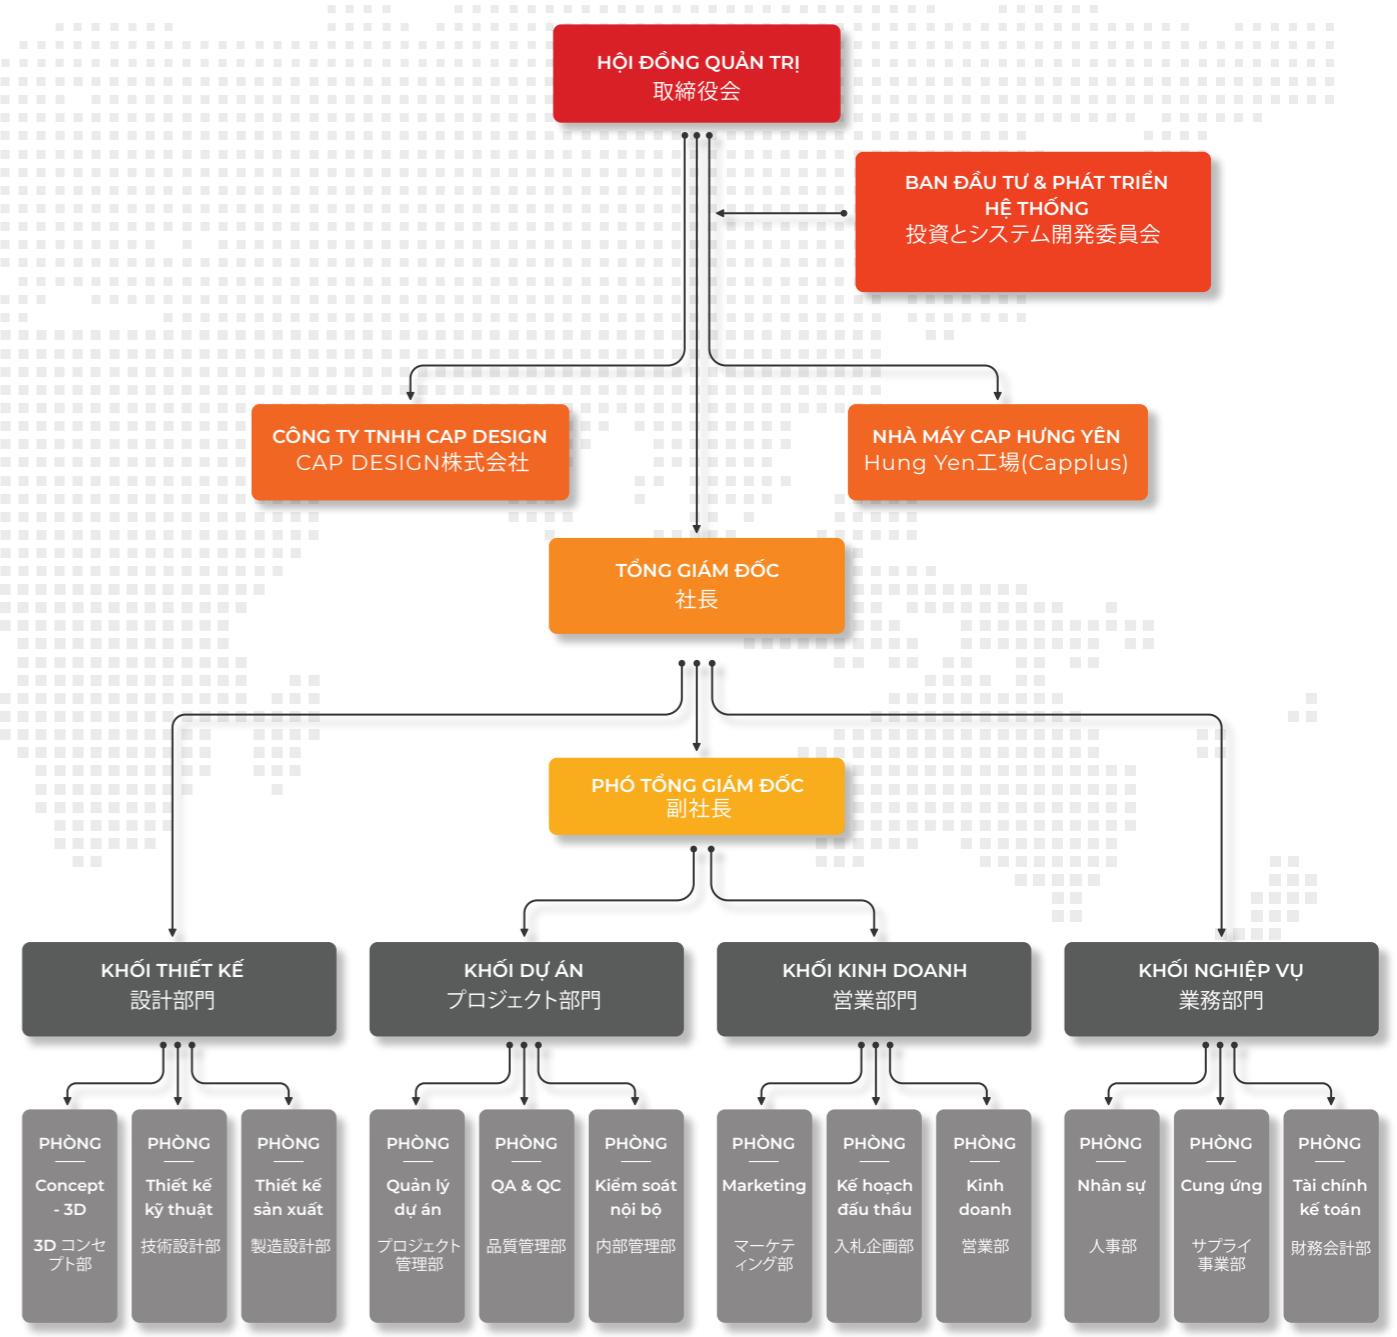 HỘI ĐỒNG QUẢN TRỊ
取締役会
BAN ĐẦU TƯ & PHÁT TRIỂN
HỆ THỐNG
投資とシステム開発委員会
CÔNG TY TNHH CAP DESIGN
CAP DESIGN株式会社
NHÀ MÁY CAP HƯNG YÊN
Hung Yen工場(Capplus)
TỔNG GIÁM ĐỐC
社長
PHÓ TỔNG GIÁM ĐỐC
副社長
KHỐI THIẾT KẾ
設計部門
KHỐI DỰ ÁN
プロジェクト部門
KHỐI KINH DOANH
営業部門
KHỐI NGHIỆP VỤ
業務部門
PHÒNG
Concept
- 3D
3D コンセ
プト部
PHÒNG
Thiết kế
kỹ thuật
技術設計部
PHÒNG
Thiết kế
sản xuất
製造設計部
PHÒNG
Quản lý
dự án
プロジェクト
管理部
PHÒNG
QA & QC
品質管理部
PHÒNG
Kiểm soát
nội bộ
内部管理部
PHÒNG
Marketing
マーケテ
ィング部
PHÒNG
Kế hoạch
đấu thầu
入札企画部
PHÒNG
Kinh
doanh
営業部
PHÒNG
Nhân sự
人事部
PHÒNG
Cung ứng
サプライ
事業部
PHÒNG
Tài chính
kế toán
財務会計部